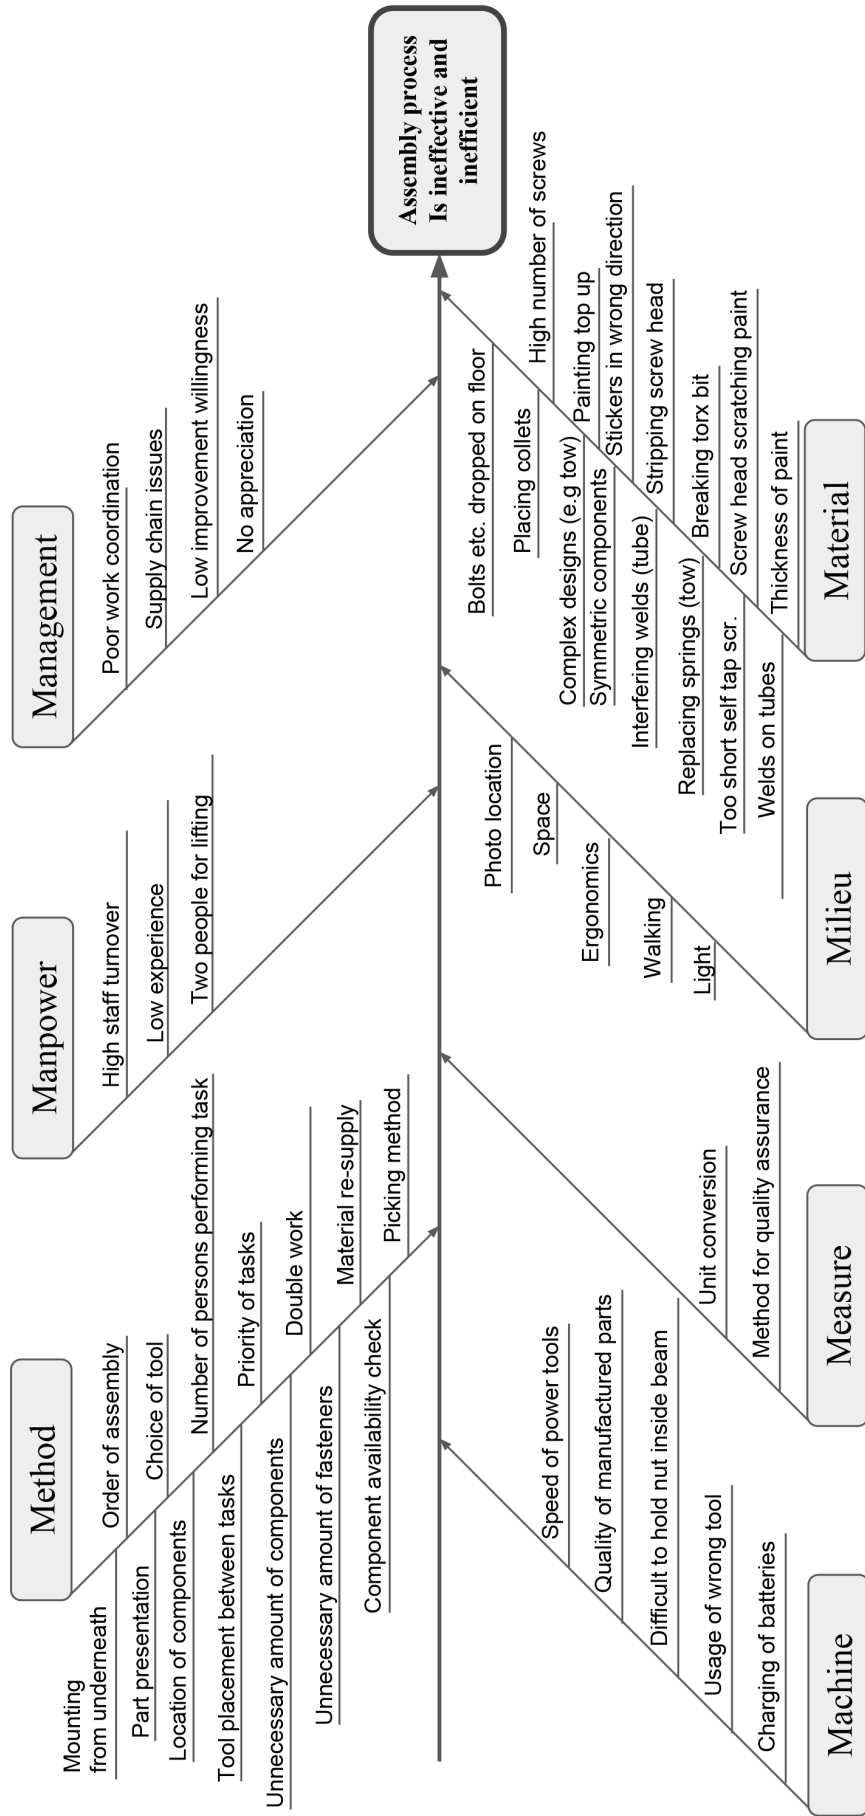 Method
Mounting
from underneath
Part presentation
Location of components
Tool placement between tasks
Unnecessary amount of components
Unnecessary amount of fasteners
Component availability check
Order of assembly
Choice of tool
Number of persons performing task
Priority of tasks
Double work
Material re-supply
Picking method
Manpower
High staff turnover
Low experience
Two people for lifting
Management
Poor work coordination
Supply chain issues
Low improvement willingness
No appreciation
Assembly process
Is ineffective and
inefficient
Speed of power tools
Quality of manufactured parts
Difficult to hold nut inside beam
Usage of wrong tool
Charging of batteries
Machine
Unit conversion
Method for quality assurance
Measure
Photo location
Space
Ergonomics
Walking
Light
Milieu
Bolts etc. dropped on floor
Placing collets
Complex designs (e.g tow)
Symmetric components
Interfering welds (tube)
Replacing springs (tow)
Too short self tap scr.
Welds on tubes
High number of screws
Painting top up
Stickers in wrong direction
Stripping screw head
Breaking torx bit
Screw head scratching paint
Thickness of paint
Material